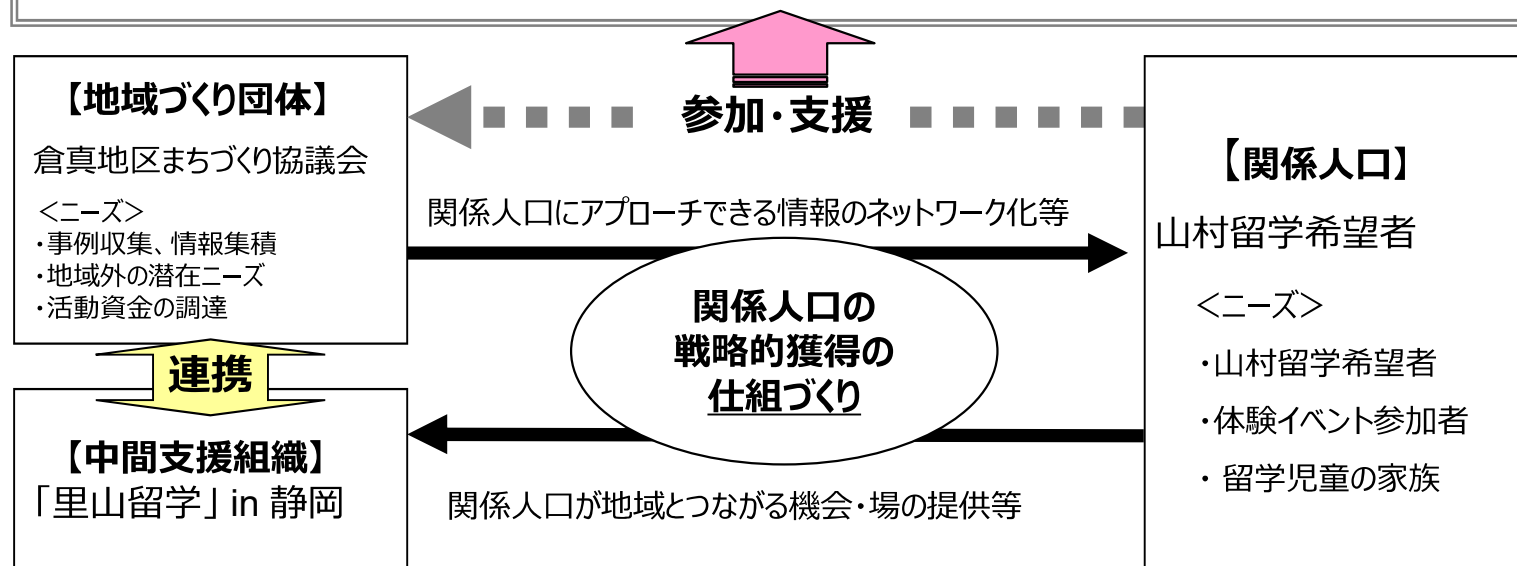 【地域づくり団体】
倉真地区まちづくり協議会
＜ニーズ＞
・事例収集、情報集積
・地域外の潜在ニーズ
・活動資金の調達
連携
【中間支援組織】
「里山留学」in 静岡
参加・支援
関係人口にアプローチできる情報のネットワーク化等
関係人口の
戦略的獲得の
仕組づくり
関係人口が地域とつながる機会・場の提供等
【関係人口】
山村留学希望者
＜ニーズ＞
・山村留学希望者
・体験イベント参加者
・留学児童の家族